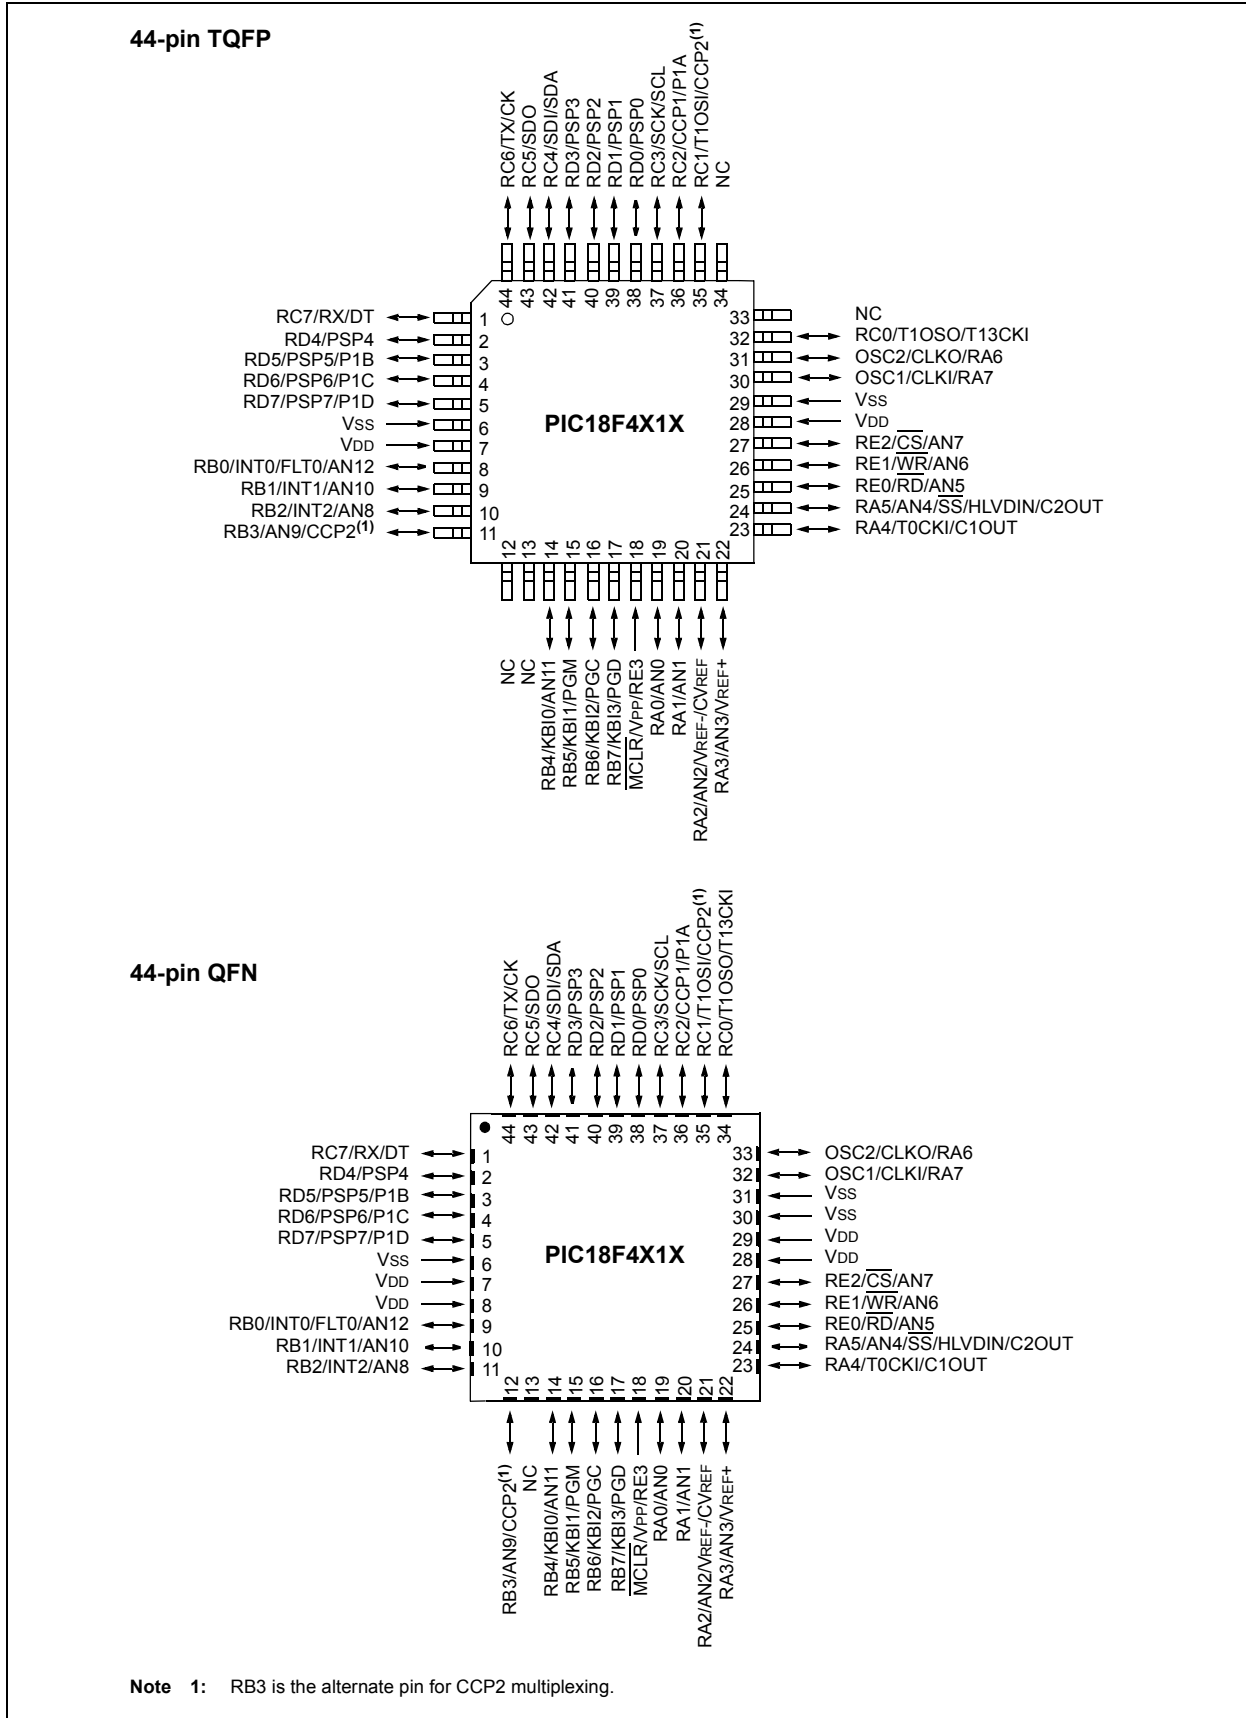 44-pin TQFP
RC6/TX/CK
RC5/SDO
RC4/SDI/SDA
RD3/PSP3
RD2/PSP2
RD1/PSP1
RD0/PSP0
RC3/SCK/SCL
RC2/CCP1/P1A
RC1/T1OSI/CCP2(1)
NC
44
43
42
41
40
39
38
37
36
35
34
RC7/RX/DT 1
RD4/PSP4 2
RD5/PSP5/P1B 3
RD6/PSP6/P1C 4
RD7/PSP7/P1D 5
VSS 6
VDD 7
RB0/INT0/FLT0/AN12 8
RB1/INT1/AN10 9
RB2/INT2/AN8 10
RB3/AN9/CCP2(1) 11
PIC18F4X1X
33 NC
32 RC0/T1OSO/T13CKI
31 OSC2/CLKO/RA6
30 OSC1/CLKI/RA7
29 VSS
28 VDD
27 RE2/CS/AN7
26 RE1/WR/AN6
25 RE0/RD/AN5
24 RA5/AN4/SS/HLVDIN/C2OUT
23 RA4/T0CKI/C1OUT
12
13
14
15
16
17
18
19
20
21
22
NC
NC
RB4/KBI0/AN11
RB5/KBI1/PGM
RB6/KBI2/PGC
RB7/KBI3/PGD
MCLR/VPP/RE3
RA0/AN0
RA1/AN1
RA2/AN2/VREF-/CVREF
RA3/AN3/VREF+
44-pin QFN
RC6/TX/CK
RC5/SDO
RC4/SDI/SDA
RD3/PSP3
RD2/PSP2
RD1/PSP1
RD0/PSP0
RC3/SCK/SCL
RC2/CCP1/P1A
RC1/T1OSI/CCP2(1)
RC0/T1OSO/T13CKI
44
43
42
41
40
39
38
37
36
35
34
RC7/RX/DT 1
RD4/PSP4 2
RD5/PSP5/P1B 3
RD6/PSP6/P1C 4
RD7/PSP7/P1D 5
VSS 6
VDD 7
VDD 8
RB0/INT0/FLT0/AN12 9
RB1/INT1/AN10 10
RB2/INT2/AN8 11
PIC18F4X1X
33 OSC2/CLKO/RA6
32 OSC1/CLKI/RA7
31 VSS
30 VSS
29 VDD
28 VDD
27 RE2/CS/AN7
26 RE1/WR/AN6
25 RE0/RD/AN5
24 RA5/AN4/SS/HLVDIN/C2OUT
23 RA4/T0CKI/C1OUT
12
13
14
15
16
17
18
19
20
21
22
RB3/AN9/CCP2(1)
NC
RB4/KBI0/AN11
RB5/KBI1/PGM
RB6/KBI2/PGC
RB7/KBI3/PGD
MCLR/VPP/RE3
RA0/AN0
RA1/AN1
RA2/AN2/VREF-/CVREF
RA3/AN3/VREF+
Note 1: RB3 is the alternate pin for CCP2 multiplexing.